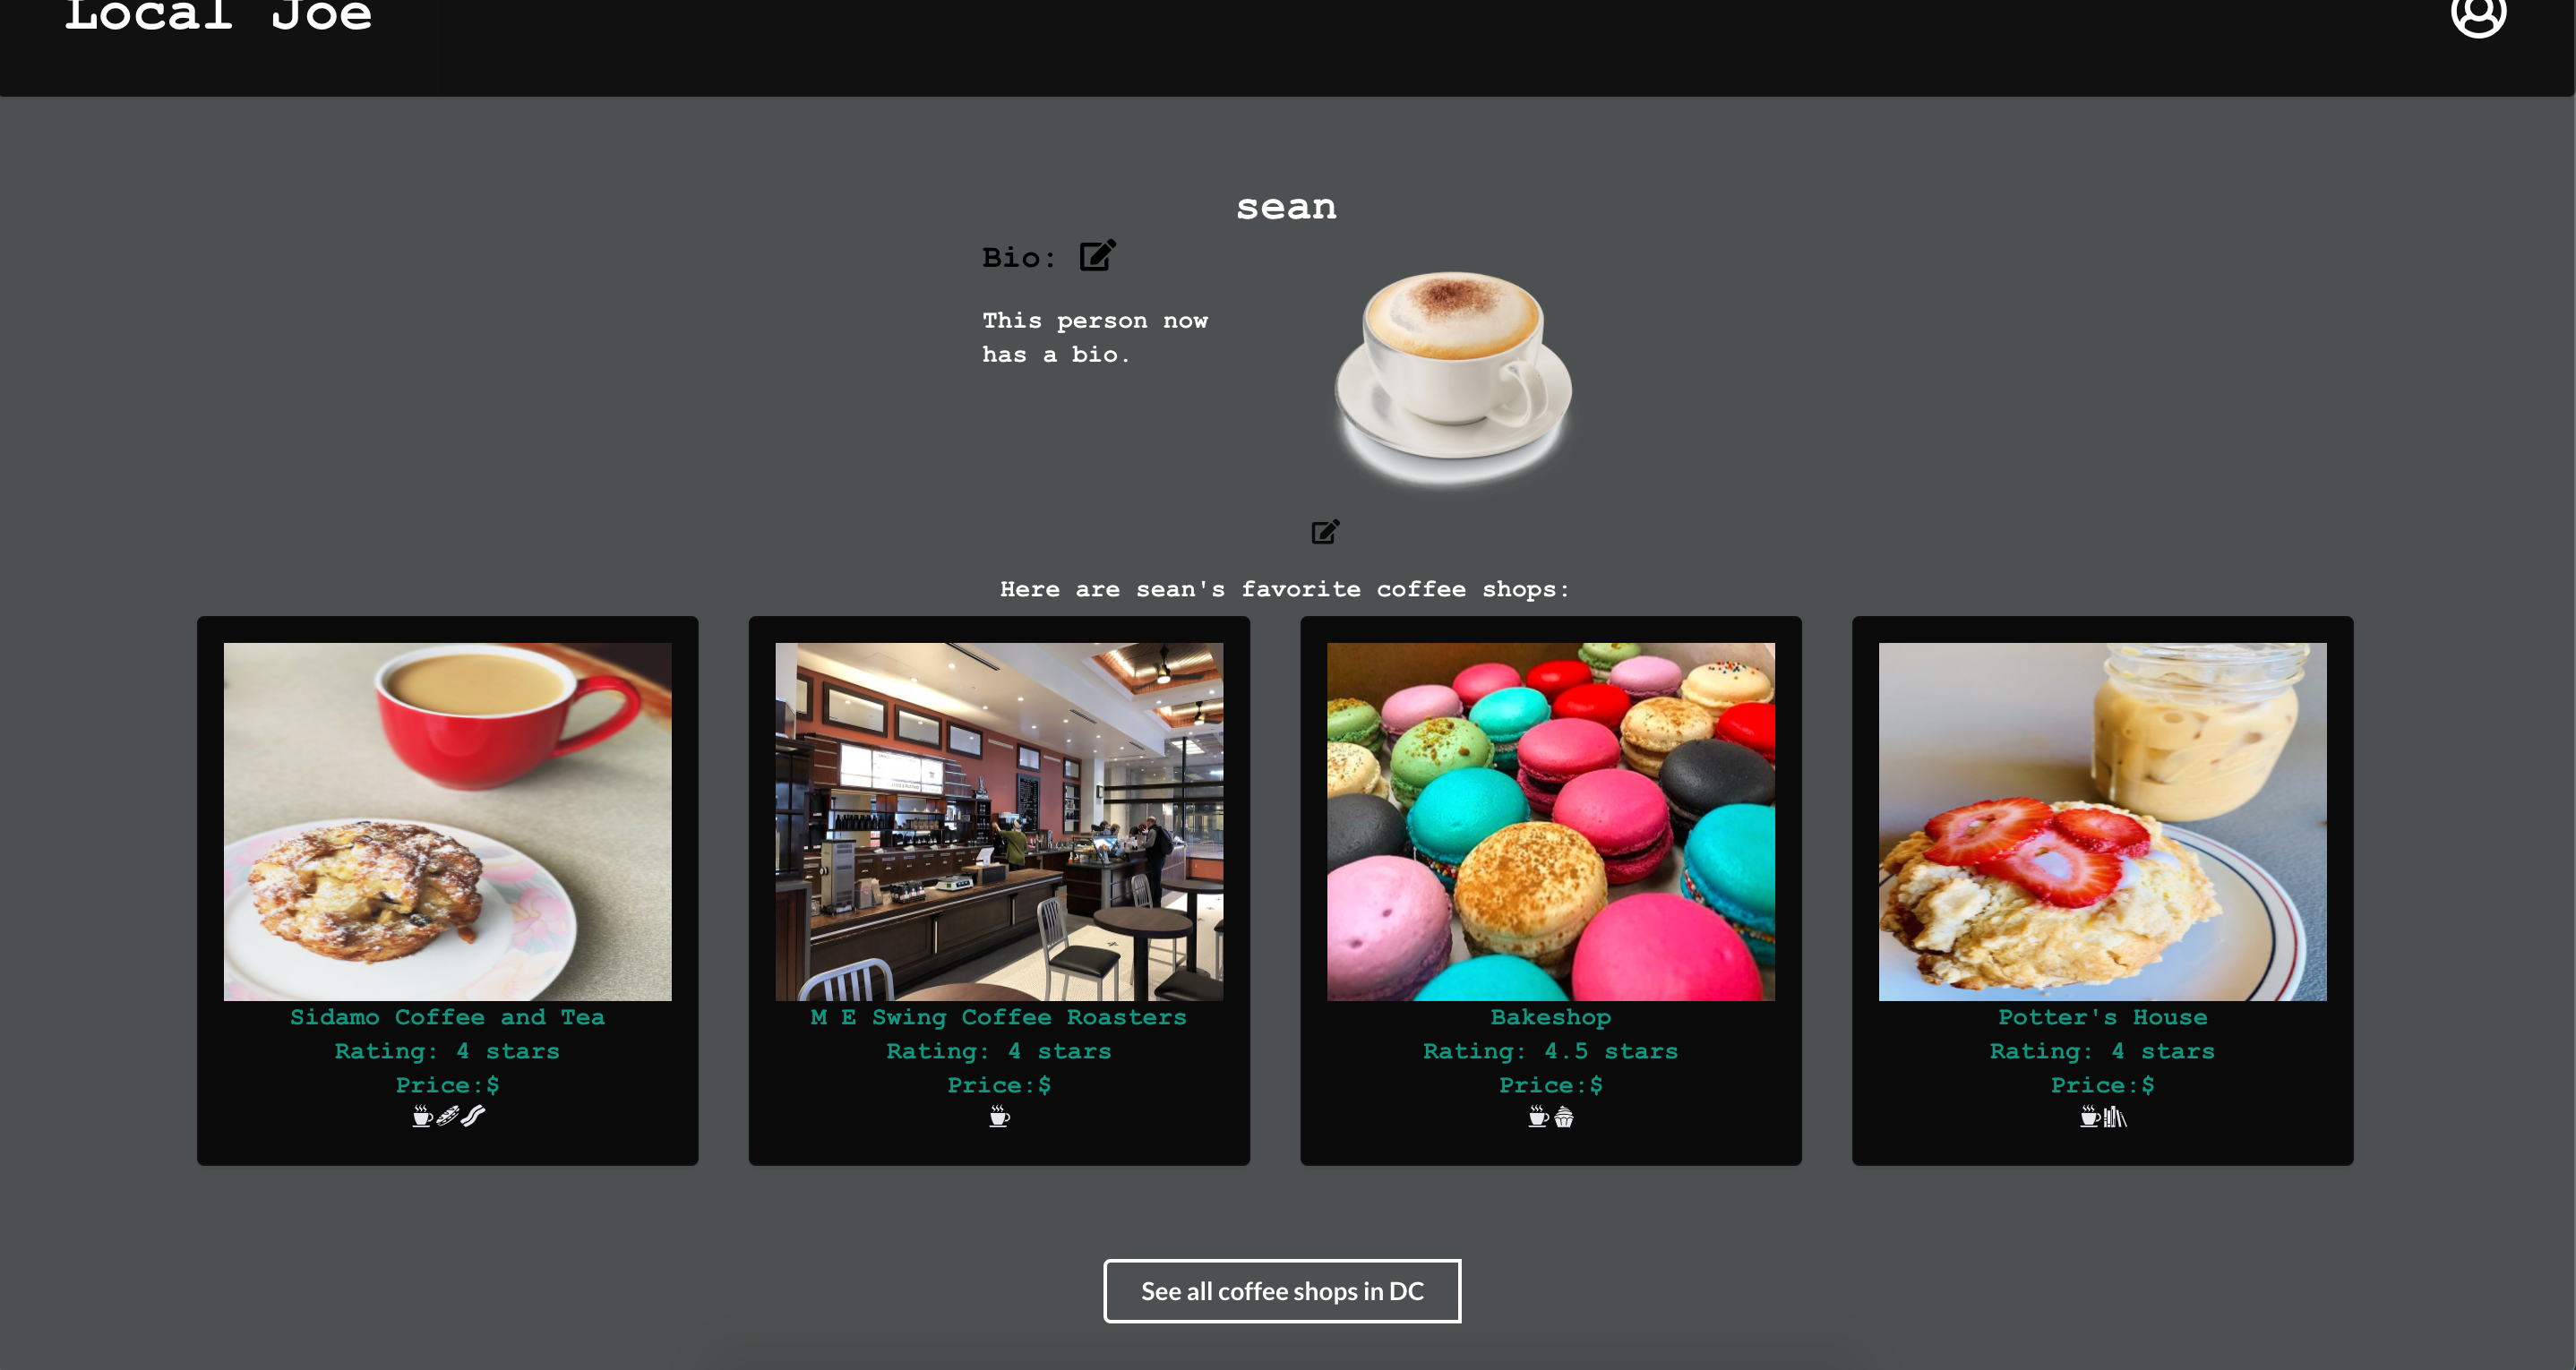 Local Joe
sean
Bio:
This person now
has a bio.
Here are sean's favorite coffee shops:
Sidamo Coffee and Tea
Rating: 4 stars
Price:$
M E Swing Coffee Roasters
Rating: 4 stars
Price:$
Bakeshop
Rating: 4.5 stars
Price:$
Potter's House
Rating: 4 stars
Price:$
See all coffee shops in DC